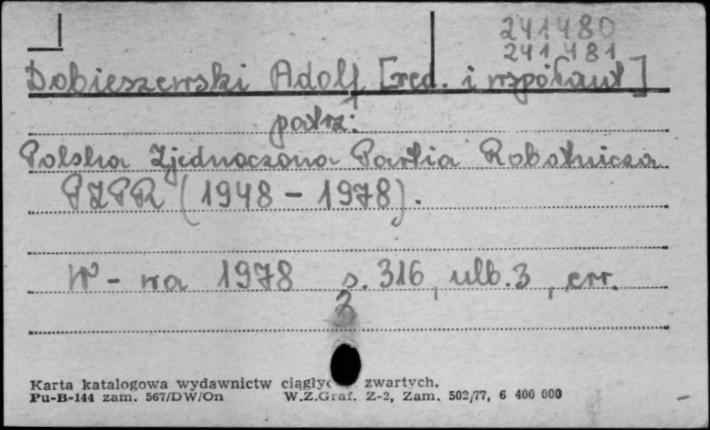 241480
241481
Dobieszewski Adolf [red. i współaut]
patrz:
Polska Zjednoczona Partia Robotnicza
PZPR (1948 - 1978).
W-wa 1978 s. 316, ulb. 3, err.
3
Karta katalogowa wydawnictw ciągłyc zwartych.
Pu-B-144 zam. 567/DW/On W.Z.Graf. Z-2, Zam. 502/77, 6 400 000